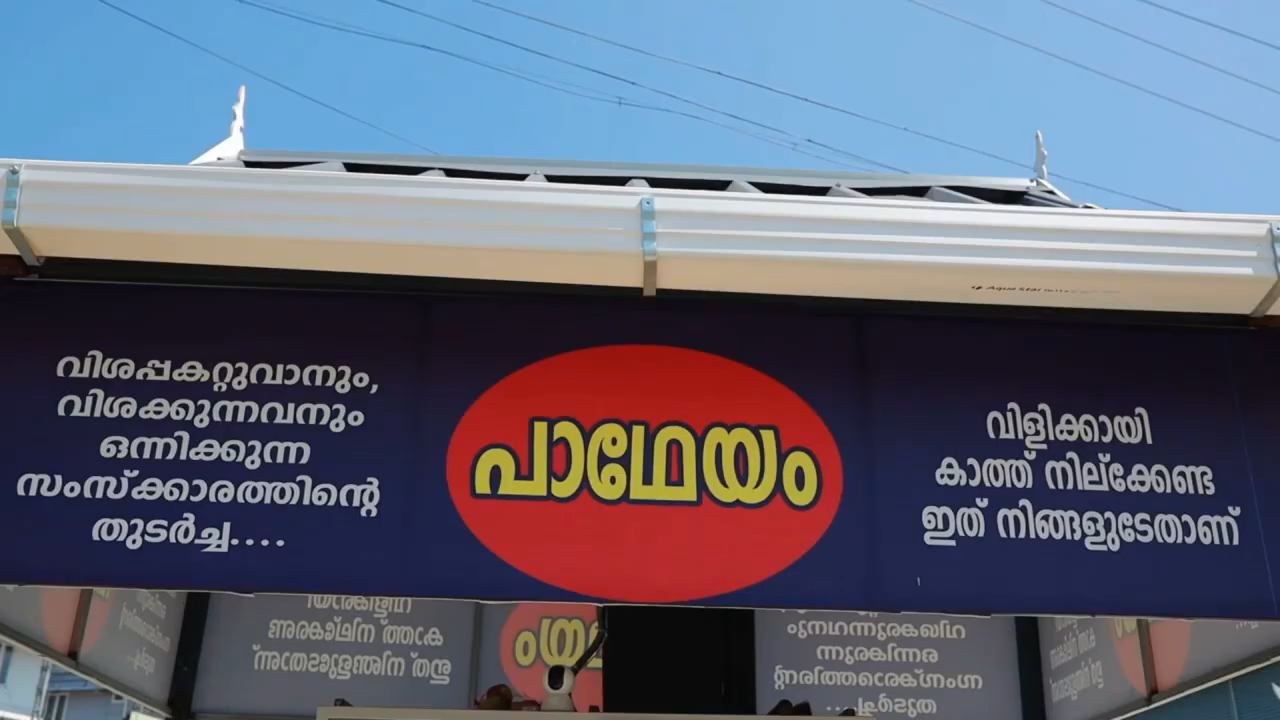 വിശപ്പകറ്റുവാനും,
വിശക്കുന്നവനും
ഒന്നിക്കുന്ന
സംസ്ക്കാരത്തിന്റെ
തുടർച്ച....
പാഥേയം
വിളിക്കായി
കാത്ത് നില്ക്കേണ്ട
ഇത് നിങ്ങളുടേതാണ്